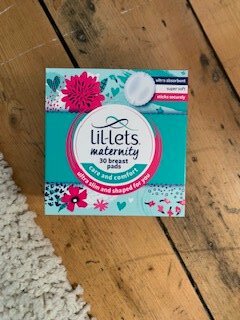 ultra absorbent
super soft
sticks securely
lil-lets
maternity
30 breast
pads
care and comfort
ultra slim and shaped for you